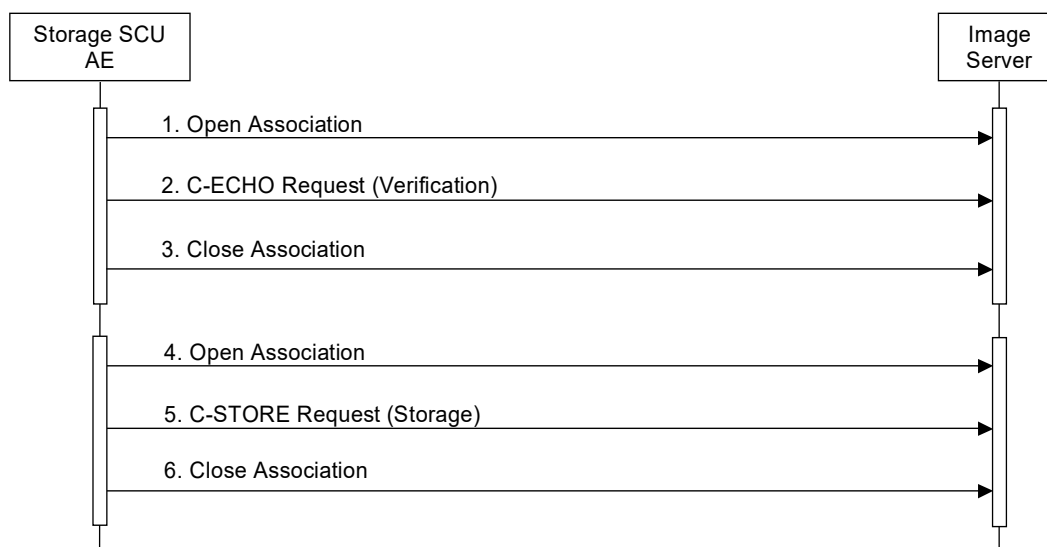 Storage SCU
AE
Image
Server
1. Open Association
2. C-ECHO Request (Verification)
3. Close Association
4. Open Association
5. C-STORE Request (Storage)
6. Close Association